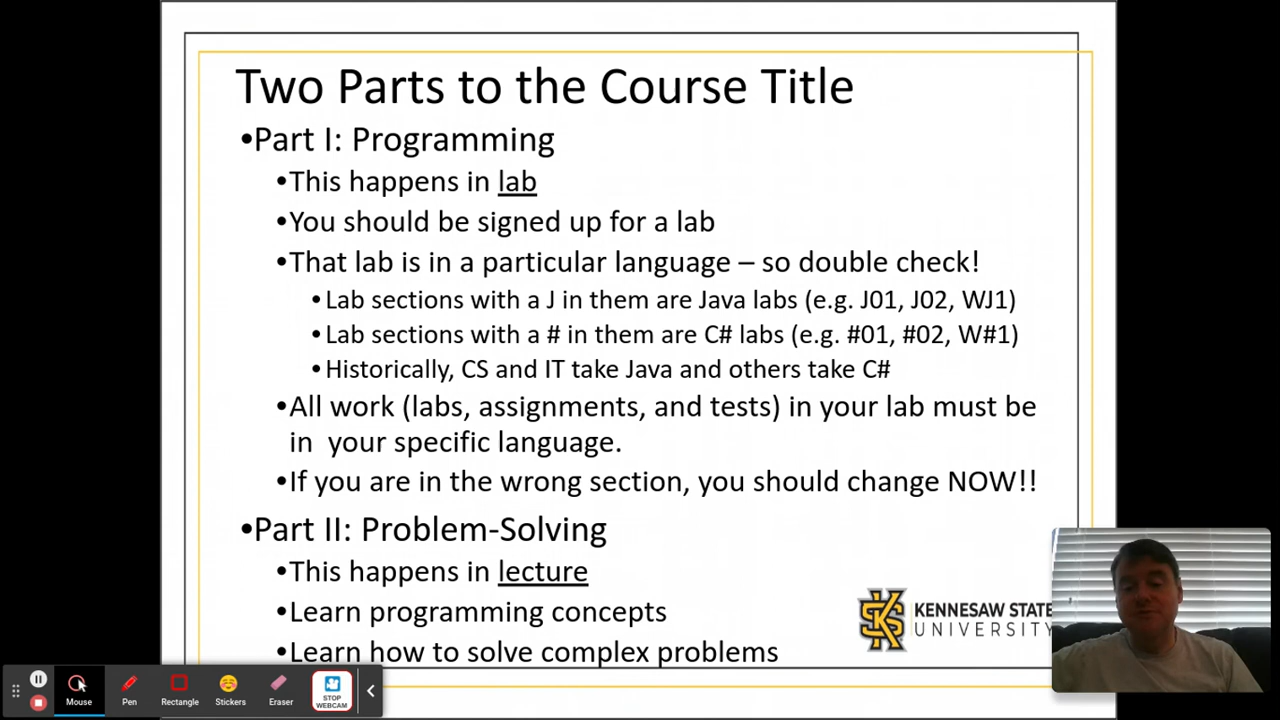 Two Parts to the Course Title
•Part I: Programming
•This happens in lab
•You should be signed up for a lab
•That lab is in a particular language – so double check!
•Lab sections with a J in them are Java labs (e.g. J01, J02, WJ1)
•Lab sections with a # in them are C# labs (e.g. #01, #02, W#1)
•Historically, CS and IT take Java and others take C#
•All work (labs, assignments, and tests) in your lab must be
in your specific language.
•If you are in the wrong section, you should change NOW!!
•Part II: Problem-Solving
•This happens in lecture
•Learn programming concepts
•Learn how to solve complex problems
KS
KENNESAW STATE
UNIVERSITY
Mouse
Pen
Rectangle
Stickers
Eraser
STOP
WEBCAM